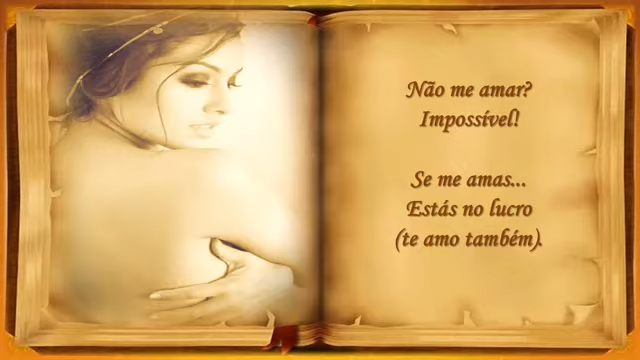 Não me amar?
Impossível!
Se me amas...
Estás no lucro
(te amo também).